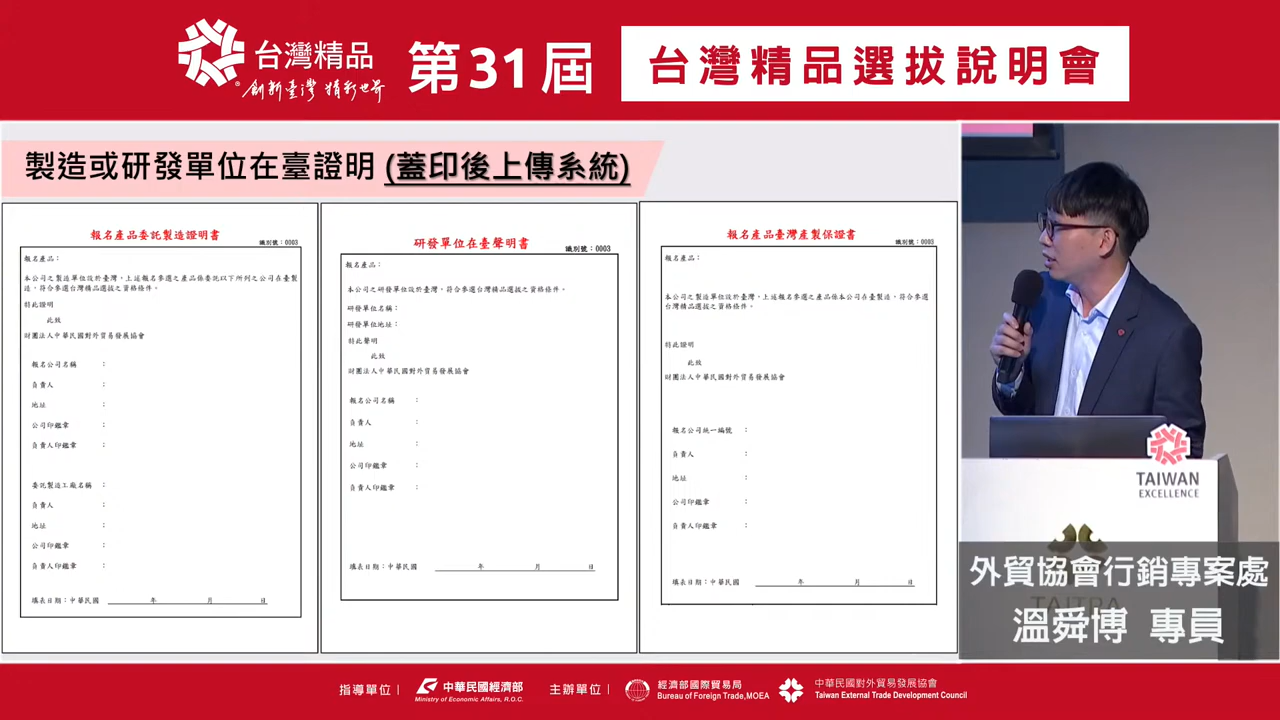 台灣精品
創新臺灣 精彩世界
第31屆
台灣精品選拔說明會
製造或研發單位在臺證明 (蓋印後上傳系統)
報名產品委託製造證明書
識別號：0003
報名產品：
本公司之製造單位設於臺灣，上述報名參選之產品係委託以下所列之公司在臺製
造，符合參選台灣精品選拔之資格條件。
特此證明
此致
財團法人中華民國對外貿易發展協會
報名公司名稱 ：
負責人 ：
地址 ：
公司印鑑章 ：
負責人印鑑章 ：
委託製造工廠名稱 ：
負責人 ：
地址 ：
公司印鑑章 ：
負責人印鑑章 ：
填表日期：中華民國 年 月 日
研發單位在臺聲明書
識別號：0003
報名產品：
本公司之研發單位設於臺灣，符合參選台灣精品選拔之資格條件。
研發單位名稱：
研發單位地址：
特此聲明
此致
財團法人中華民國對外貿易發展協會
報名公司名稱 ：
負責人 ：
地址 ：
公司印鑑章 ：
負責人印鑑章 ：
填表日期：中華民國 年 月 日
報名產品臺灣產製保證書
識別號：0003
報名產品：
本公司之製造單位設於臺灣，上述報名參選之產品係本公司在臺製造，符合參選
台灣精品選拔之資格條件。
特此證明
此致
財團法人中華民國對外貿易發展協會
報名公司統一編號 ：
負責人 ：
地址 ：
公司印鑑章 ：
負責人印鑑章 ：
填表日期：中華民國 年 月 日
TAIWAN
EXCELLENCE
TAITRA
外貿協會行銷專案處
溫舜博 專員
指導單位
中華民國經濟部
Ministry of Economic Affairs, R.O.C.
主辦單位
經濟部國際貿易局
Bureau of Foreign Trade,MOEA
中華民國對外貿易發展協會
Taiwan External Trade Development Council